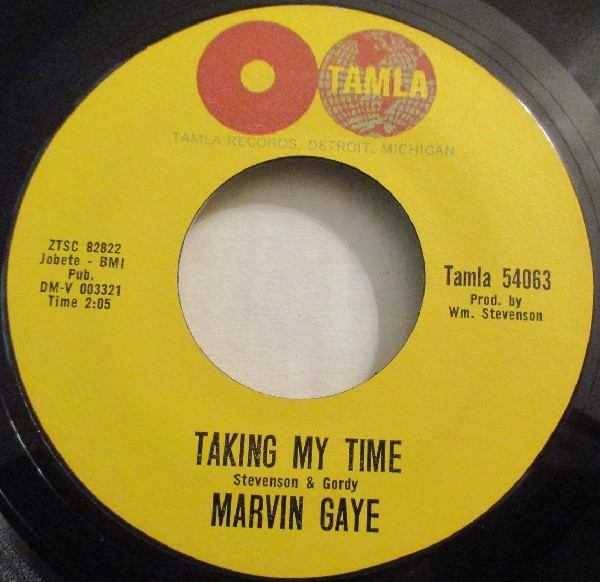 TAMLA
TAMLA RECORDS, DETROIT, MICHIGAN
ZTSC 82822
Jobete - BMI
Pub.
DM-V 003321
Time 2:05
Tamla 54063
Prod. by
Wm. Stevenson
TAKING MY TIME
Stevenson & Gordy
MARVIN GAYE